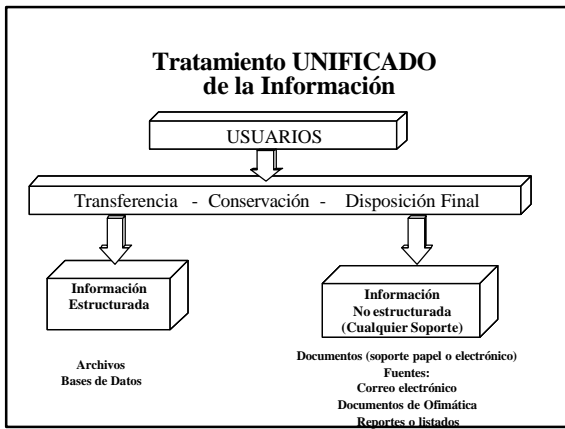 Tratamiento UNIFICADO
de la Información
USUARIOS
Transferencia - Conservación - Disposición Final
Información
Estructurada
Información
No estructurada
(Cualquier Soporte)
Archivos
Bases de Datos
Documentos (soporte papel o electrónico)
Fuentes:
Correo electrónico
Documentos de Ofimática
Reportes o listados